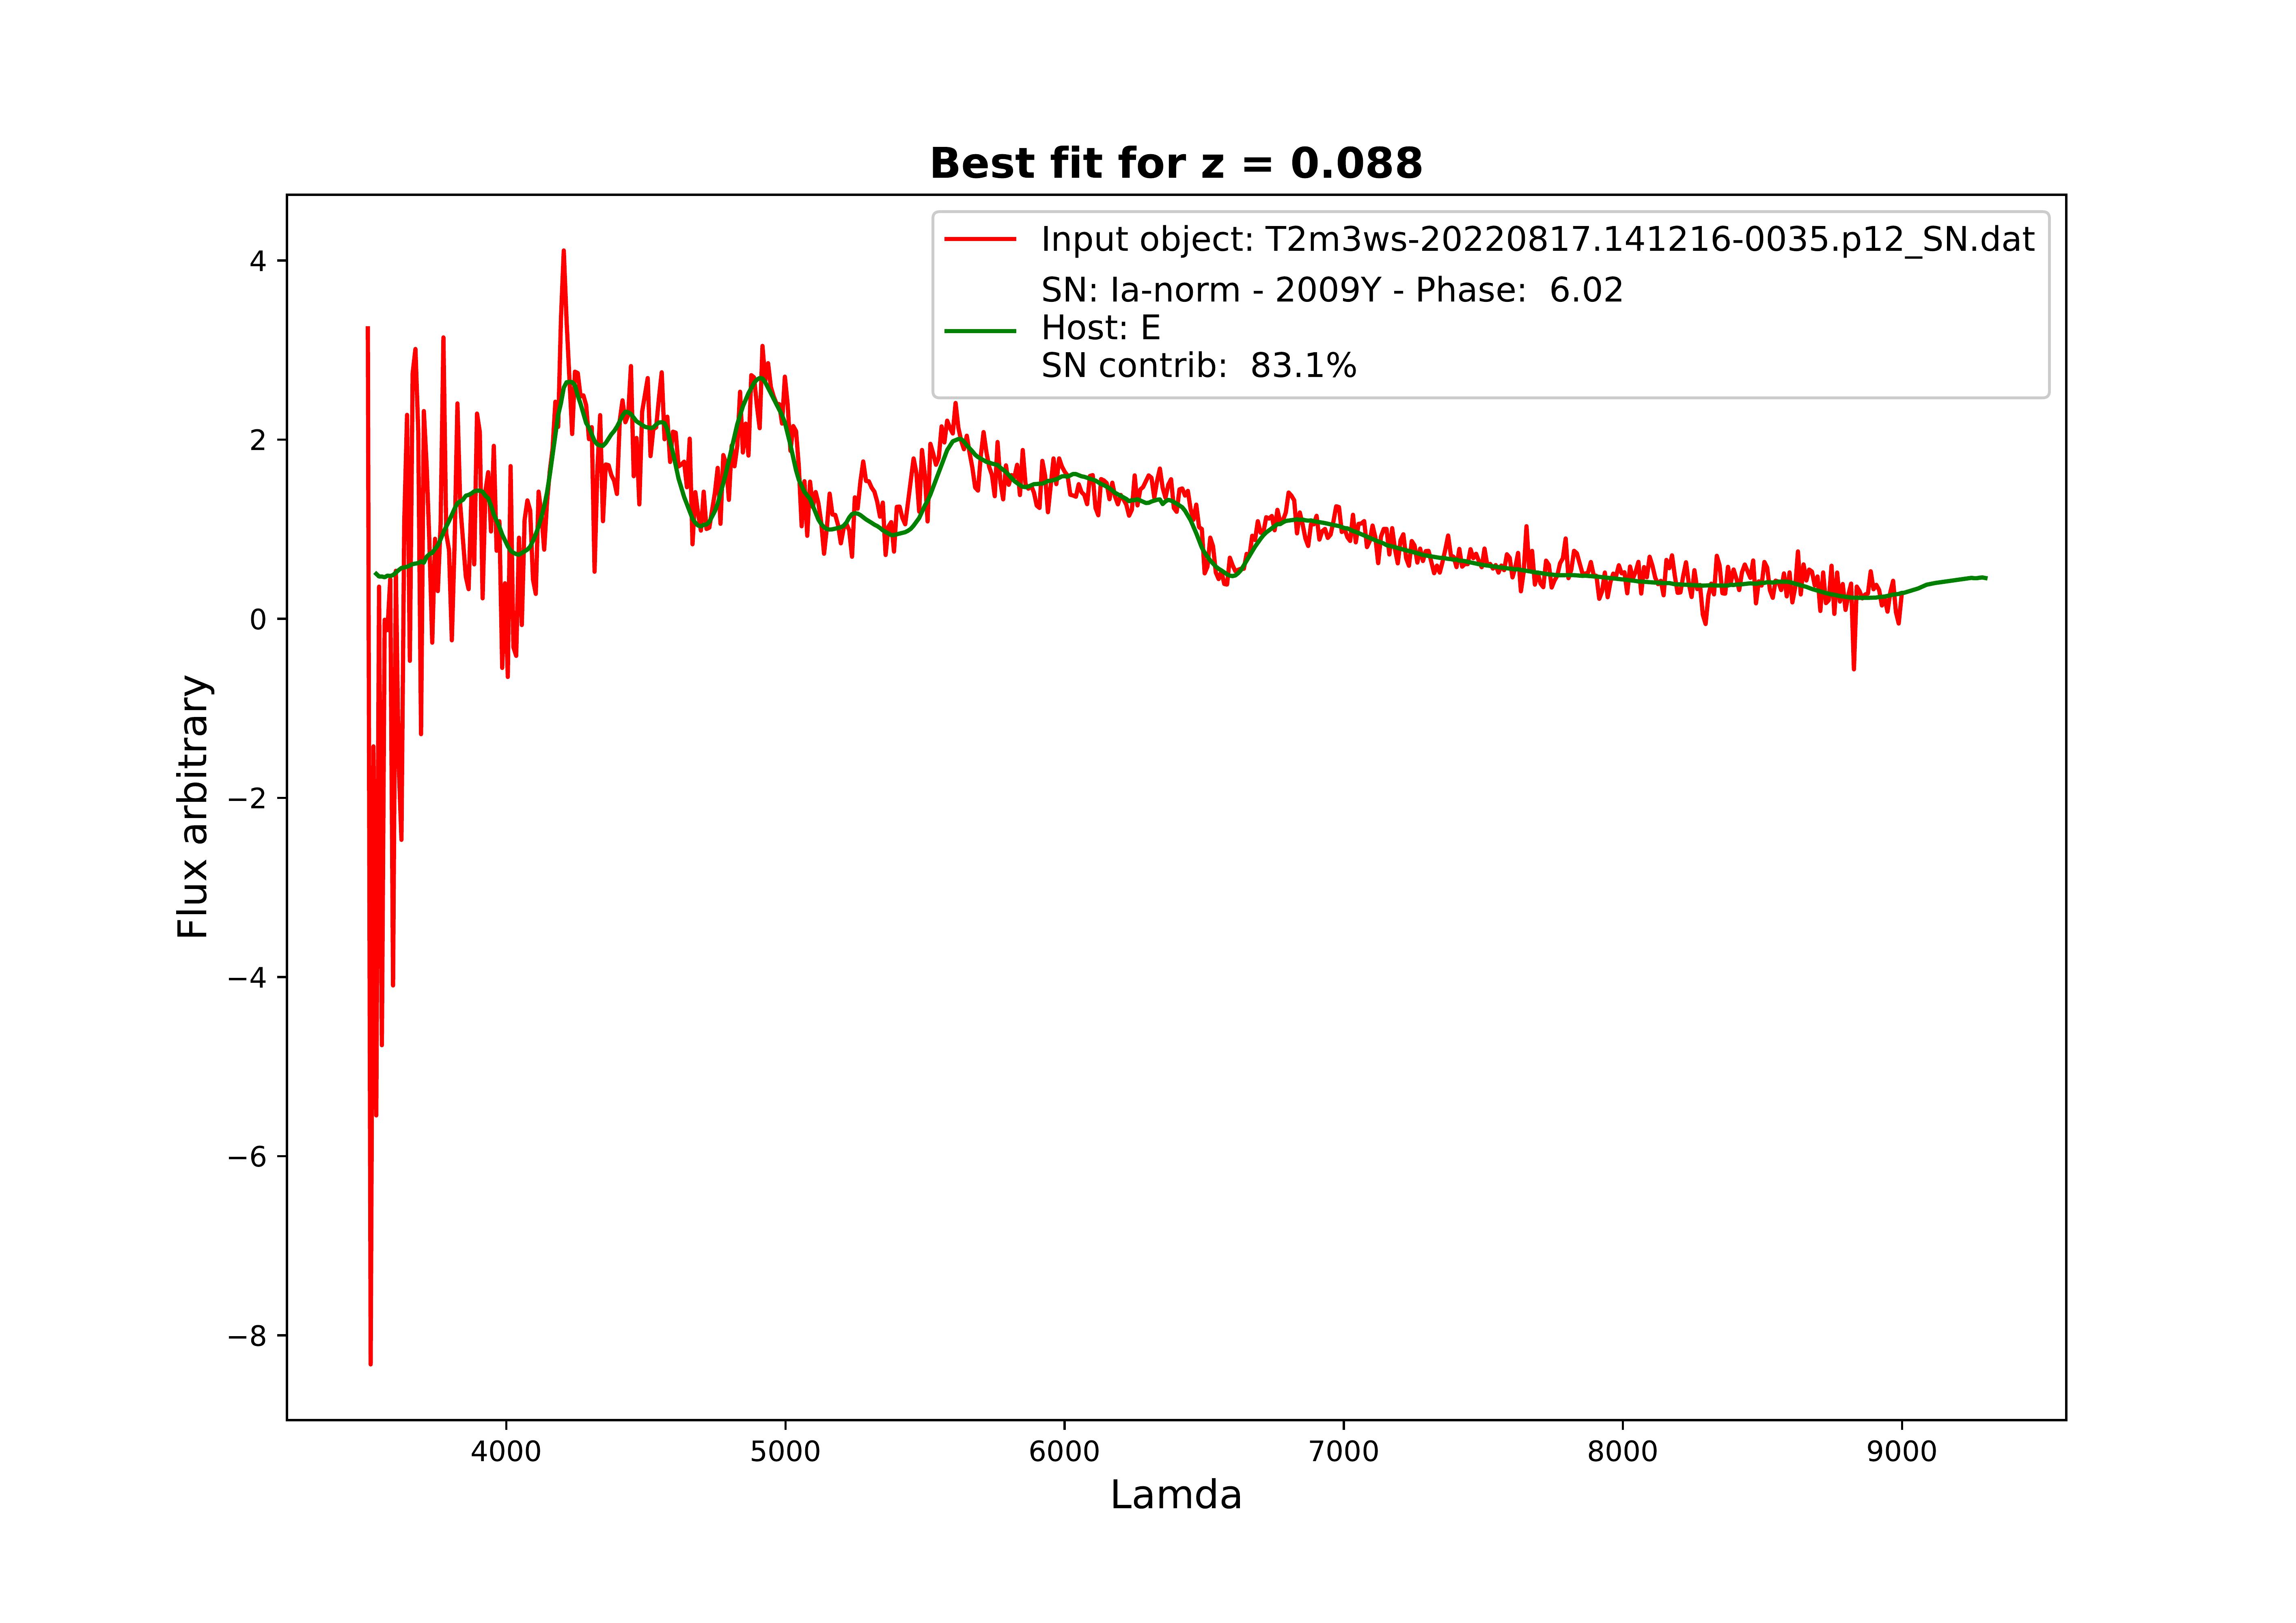 Best fit for z = 0.088
Input object: T2m3ws-20220817.141216-0035.p12_SN.dat
SN: Ia-norm - 2009Y - Phase:  6.02
Host: E
SN contrib:  83.1%
4
2
0
−2
−4
−6
−8
Flux arbitrary
4000 5000 6000 7000 8000 9000
Lamda